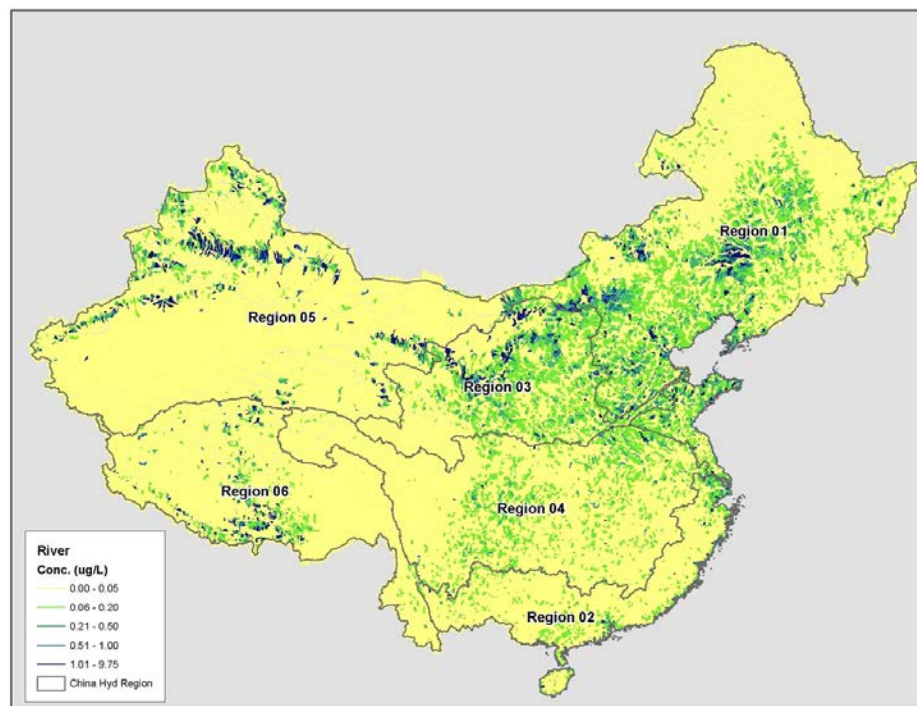 Region 01
Region 05
Region 03
Region 06
Region 04
Region 02
River
Conc. (ug/L)
0.00 - 0.05
0.06 - 0.20
0.21 - 0.50
0.51 - 1.00
1.01 - 9.75
China Hyd Region